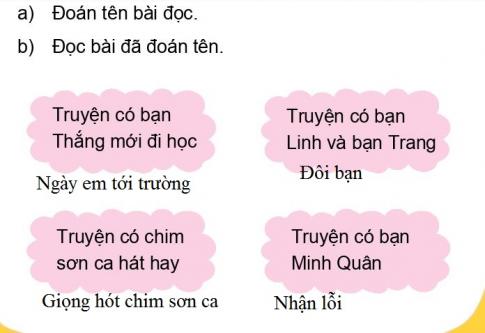 a) Đoán tên bài đọc.
b) Đọc bài đã đoán tên.
Truyện có bạn
Thắng mới đi học
Ngày em tới trường
Truyện có bạn
Linh và bạn Trang
Đôi bạn
Truyện có chim
sơn ca hát hay
Giọng hót chim sơn ca
Truyện có bạn
Minh Quân
Nhận lỗi